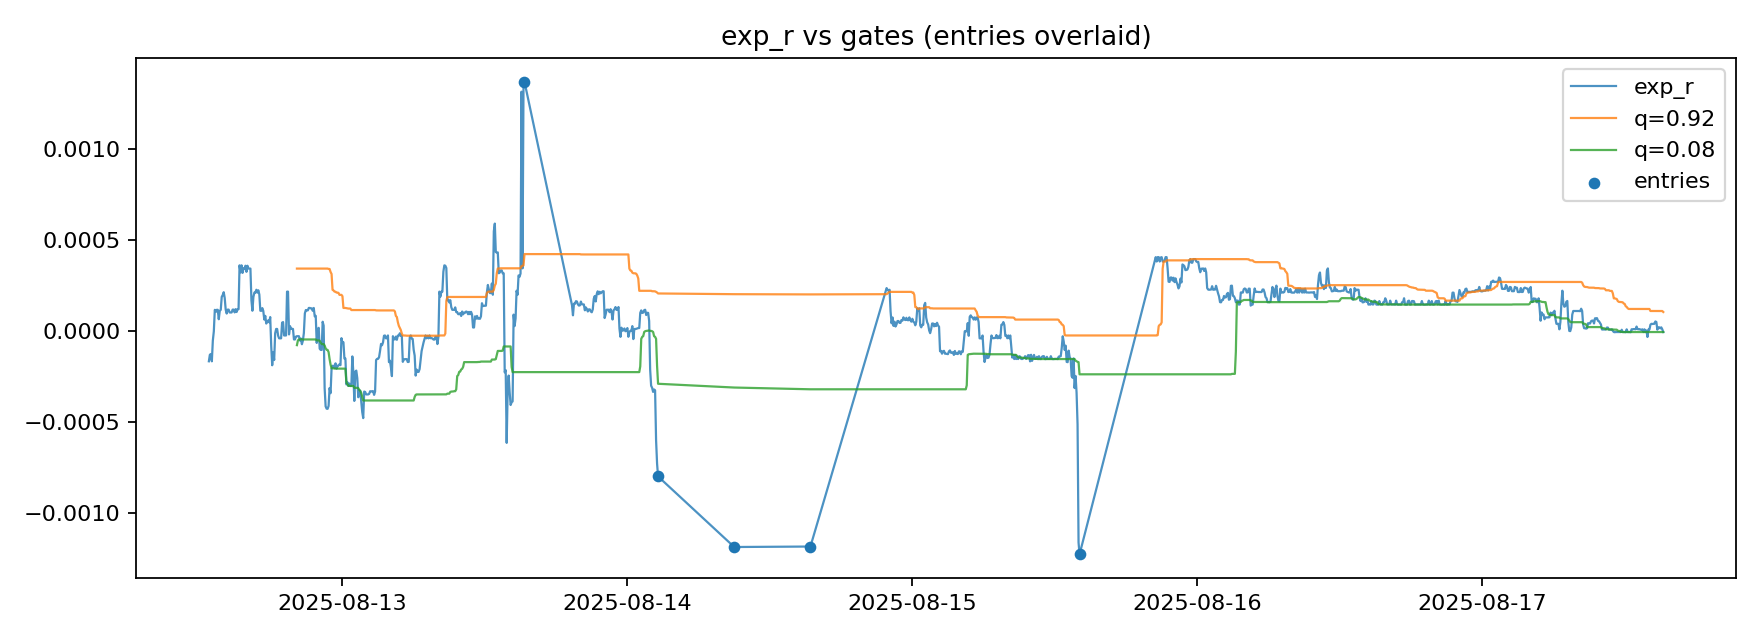 exp_r vs gates (entries overlaid)
exp_r
q=0.92
q=0.08
entries
0.0010
0.0005
0.0000
−0.0005
−0.0010
2025-08-13
2025-08-14
2025-08-15
2025-08-16
2025-08-17